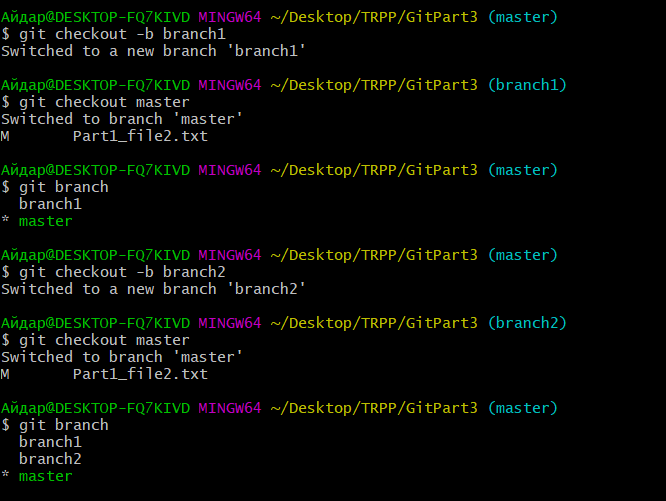 Айдар@DESKTOP-FQ7KIVD MINGW64 ~/Desktop/TRPP/GitPart3 (master)
$ git checkout -b branch1
Switched to a new branch 'branch1'
Айдар@DESKTOP-FQ7KIVD MINGW64 ~/Desktop/TRPP/GitPart3 (branch1)
$ git checkout master
Switched to branch 'master'
M       Part1_file2.txt
Айдар@DESKTOP-FQ7KIVD MINGW64 ~/Desktop/TRPP/GitPart3 (master)
$ git branch
  branch1
* master
Айдар@DESKTOP-FQ7KIVD MINGW64 ~/Desktop/TRPP/GitPart3 (master)
$ git checkout -b branch2
Switched to a new branch 'branch2'
Айдар@DESKTOP-FQ7KIVD MINGW64 ~/Desktop/TRPP/GitPart3 (branch2)
$ git checkout master
Switched to branch 'master'
M       Part1_file2.txt
Айдар@DESKTOP-FQ7KIVD MINGW64 ~/Desktop/TRPP/GitPart3 (master)
$ git branch
  branch1
  branch2
* master